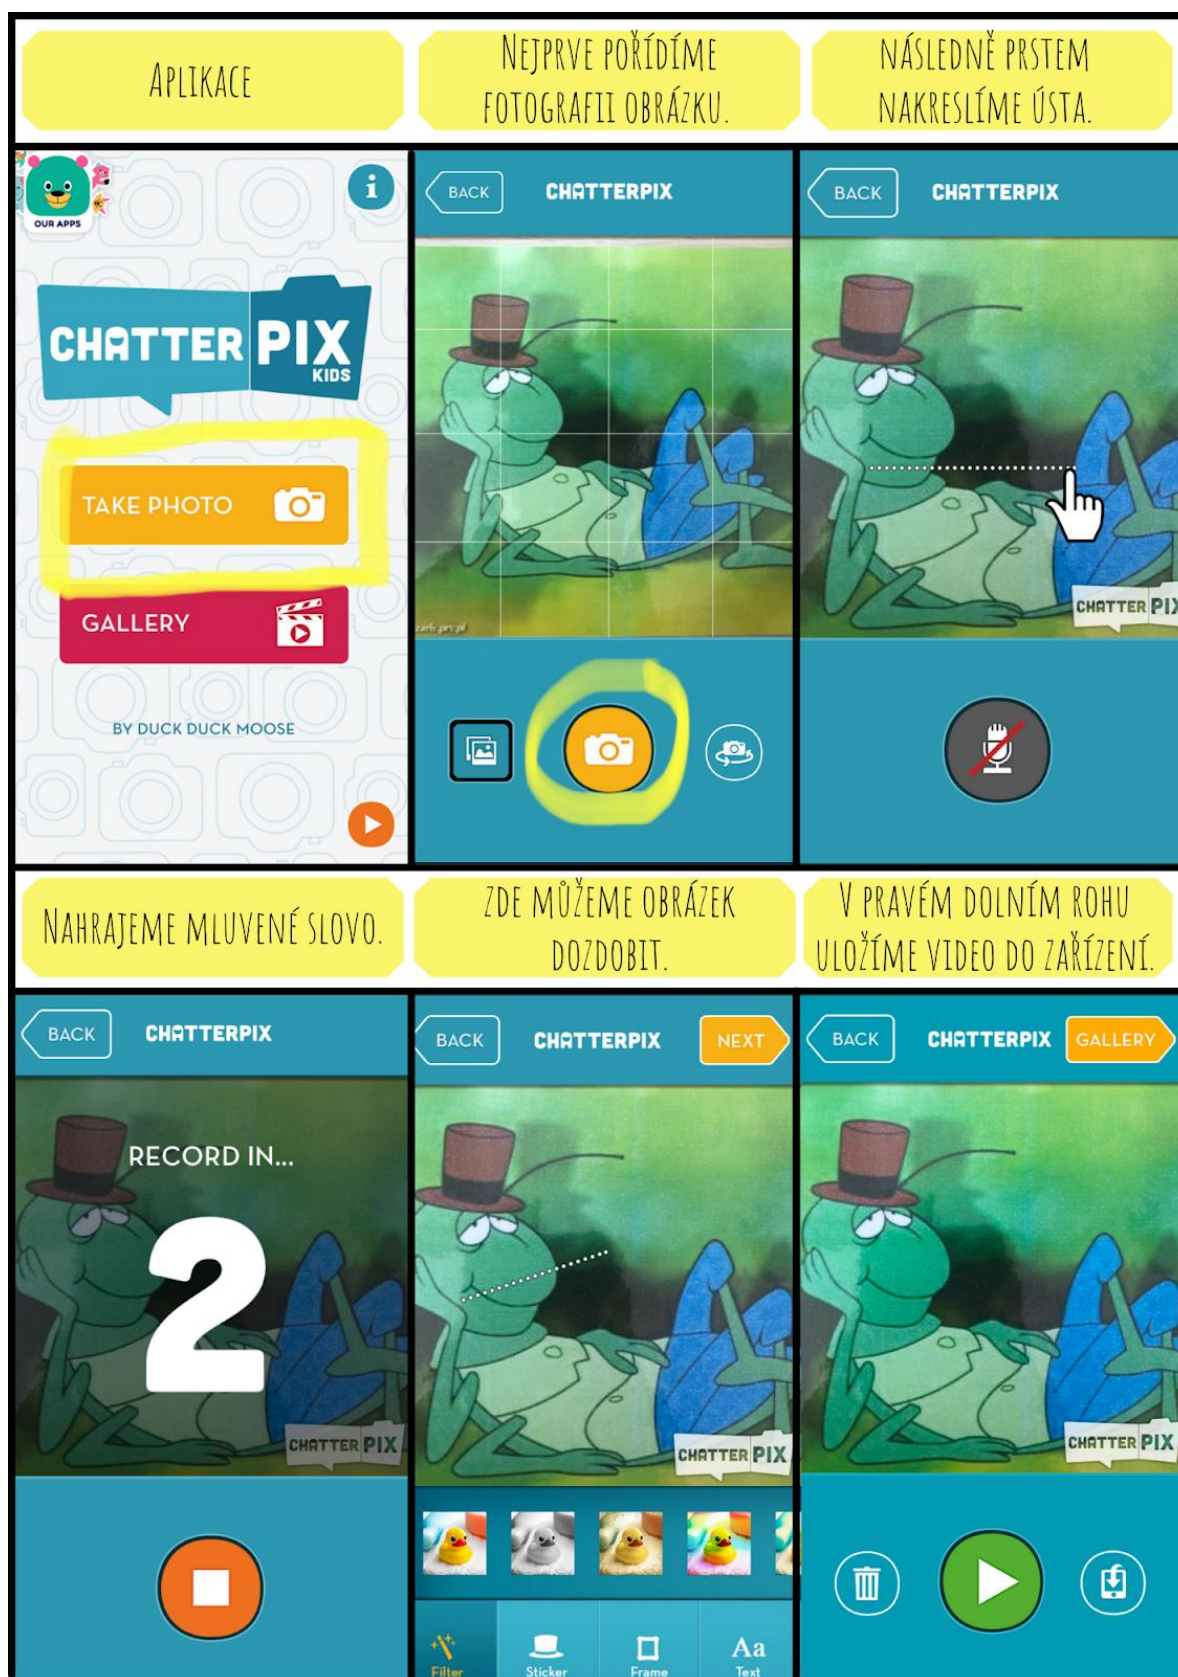 Aplikace
Nejprve pořídíme
fotografii obrázku.
následně prstem
nakreslíme ústa.
OUR APPS
i
CHATTER PIX
KIDS
TAKE PHOTO
GALLERY
BY DUCK DUCK MOOSE
BACK
CHATTERPIX
BACK
CHATTERPIX
CHATTER PIX
Nahrajeme mluvené slovo.
zde můžeme obrázek
dozdobit.
V pravém dolním rohu
uložíme video do zařízení.
BACK
CHATTERPIX
RECORD IN...
2
CHATTER PIX
BACK
CHATTERPIX
NEXT
CHATTER PIX
Filter
Sticker
Frame
Aa
Text
BACK
CHATTERPIX
GALLERY
CHATTER PIX